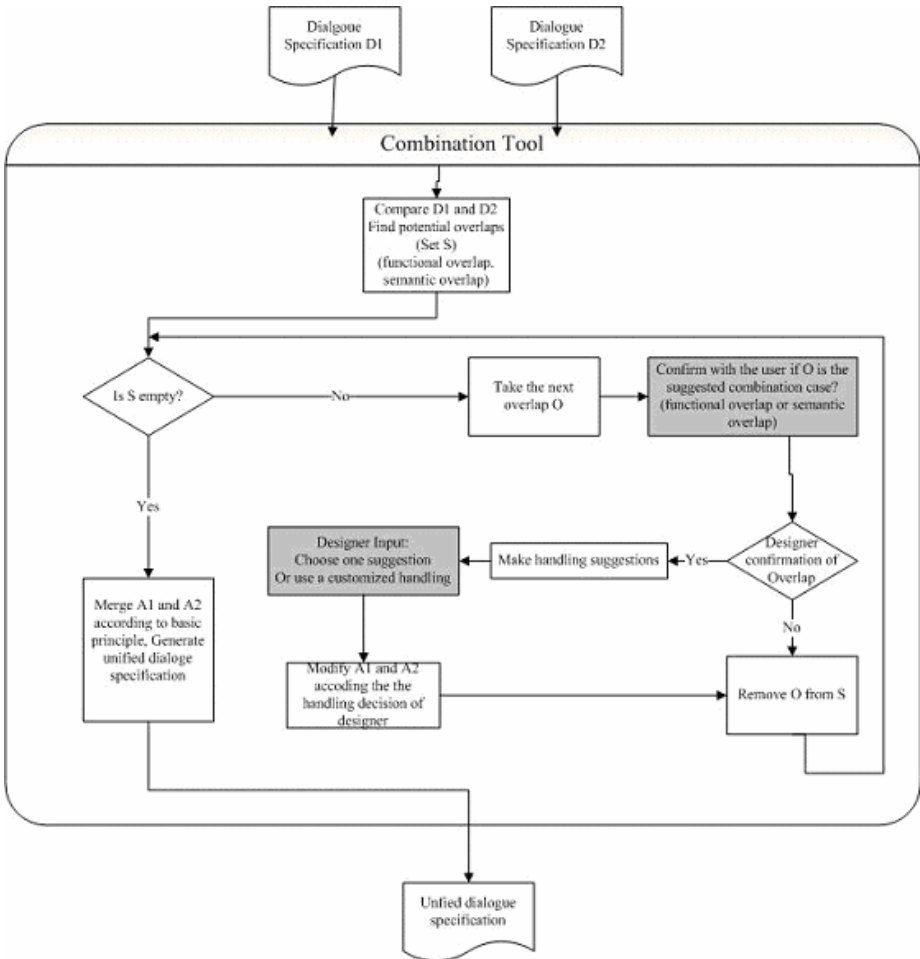 Dialgoue
Specification D1
Dialogue
Specification D2
Combination Tool
Compare D1 and D2
Find potential overlaps
(Set S)
(functional overlap,
semantic overlap)
Is S empty?
No
Take the next
overlap O
Confirm with the user if O is the
suggested combination case?
(functional overlap or semantic
overlap)
Yes
Designer Input:
Choose one suggestion
Or use a customized handling
Make handling suggestions
Yes
Designer
confirmation of
Overlap
No
Merge A1 and A2
according to basic
principle, Generate
unified dialoge
specification
Modify A1 and A2
accoding the the
handling decision of
designer
Remove O from S
Unfied dialogue
specification